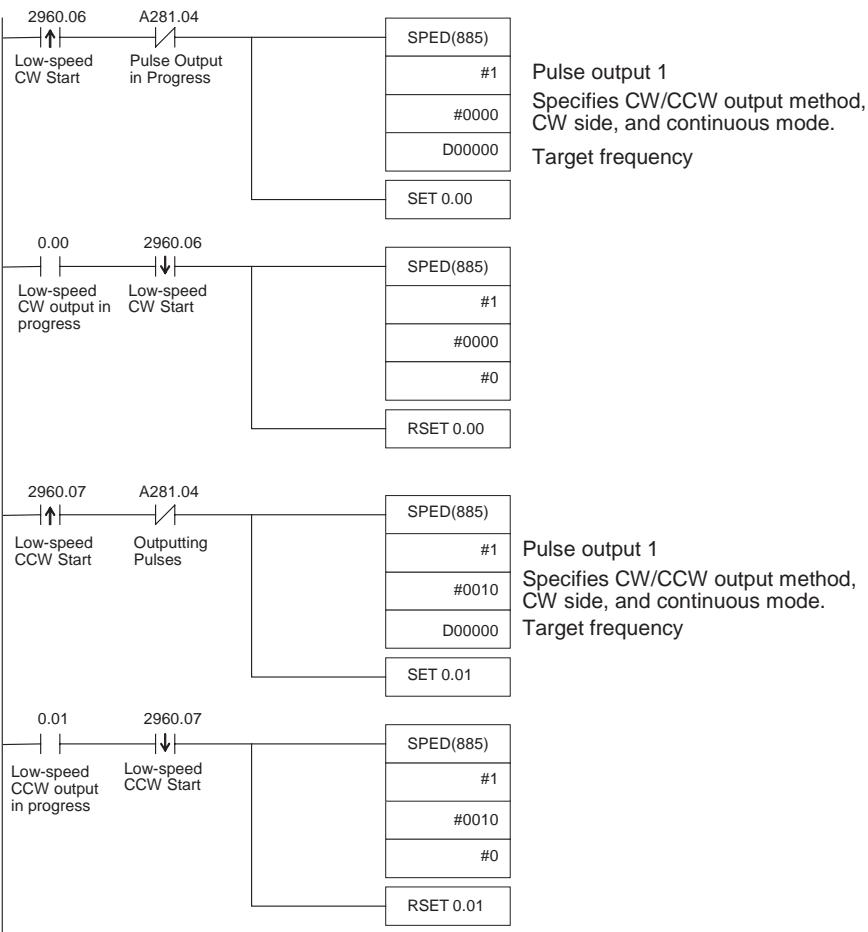 2960.06 A281.04
SPED(885)
Low-speed
CW Start
Pulse Output
in Progress
#1
Pulse output 1
#0000
Specifies CW/CCW output method,
CW side, and continuous mode.
D00000
Target frequency
SET 0.00
0.00 2960.06
SPED(885)
Low-speed
CW output in
progress
Low-speed
CW Start
#1
#0000
#0
RSET 0.00
2960.07 A281.04
SPED(885)
Low-speed
CCW Start
Outputting
Pulses
#1
Pulse output 1
#0010
Specifies CW/CCW output method,
CW side, and continuous mode.
D00000
Target frequency
SET 0.01
0.01 2960.07
SPED(885)
Low-speed
CCW output
in progress
Low-speed
CCW Start
#1
#0010
#0
RSET 0.01